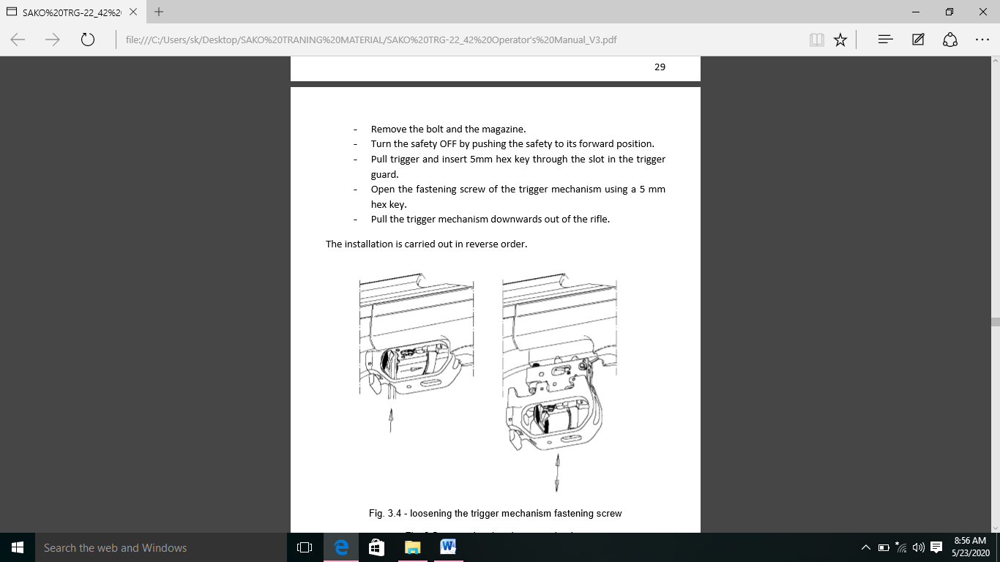 SAKO%20TRG-22_42%2
file:///C:/Users/sk/Desktop/SAKO%20TRANING%20MATERIAL/SAKO%20TRG-22_42%20Operator's%20Manual_V3.pdf
29
- Remove the bolt and the magazine.
- Turn the safety OFF by pushing the safety to its forward position.
- Pull trigger and insert 5mm hex key through the slot in the trigger
guard.
- Open the fastening screw of the trigger mechanism using a 5 mm
hex key.
- Pull the trigger mechanism downwards out of the rifle.
The installation is carried out in reverse order.
Fig. 3.4 - loosening the trigger mechanism fastening screw
Search the web and Windows
8:56 AM
5/23/2020